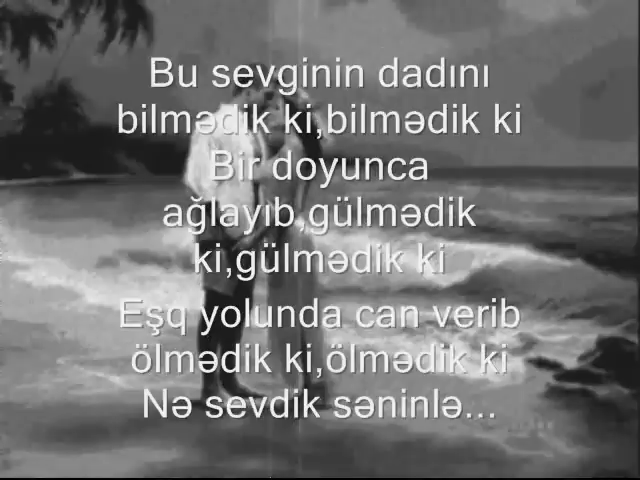 Bu sevginin dadını
bilmədik ki,bilmədik ki
Bir doyunca
ağlayıb,gülmədik
ki,gülmədik ki
Eşq yolunda can verib
ölmədik ki,ölmədik ki
Nə sevdik səninlə...